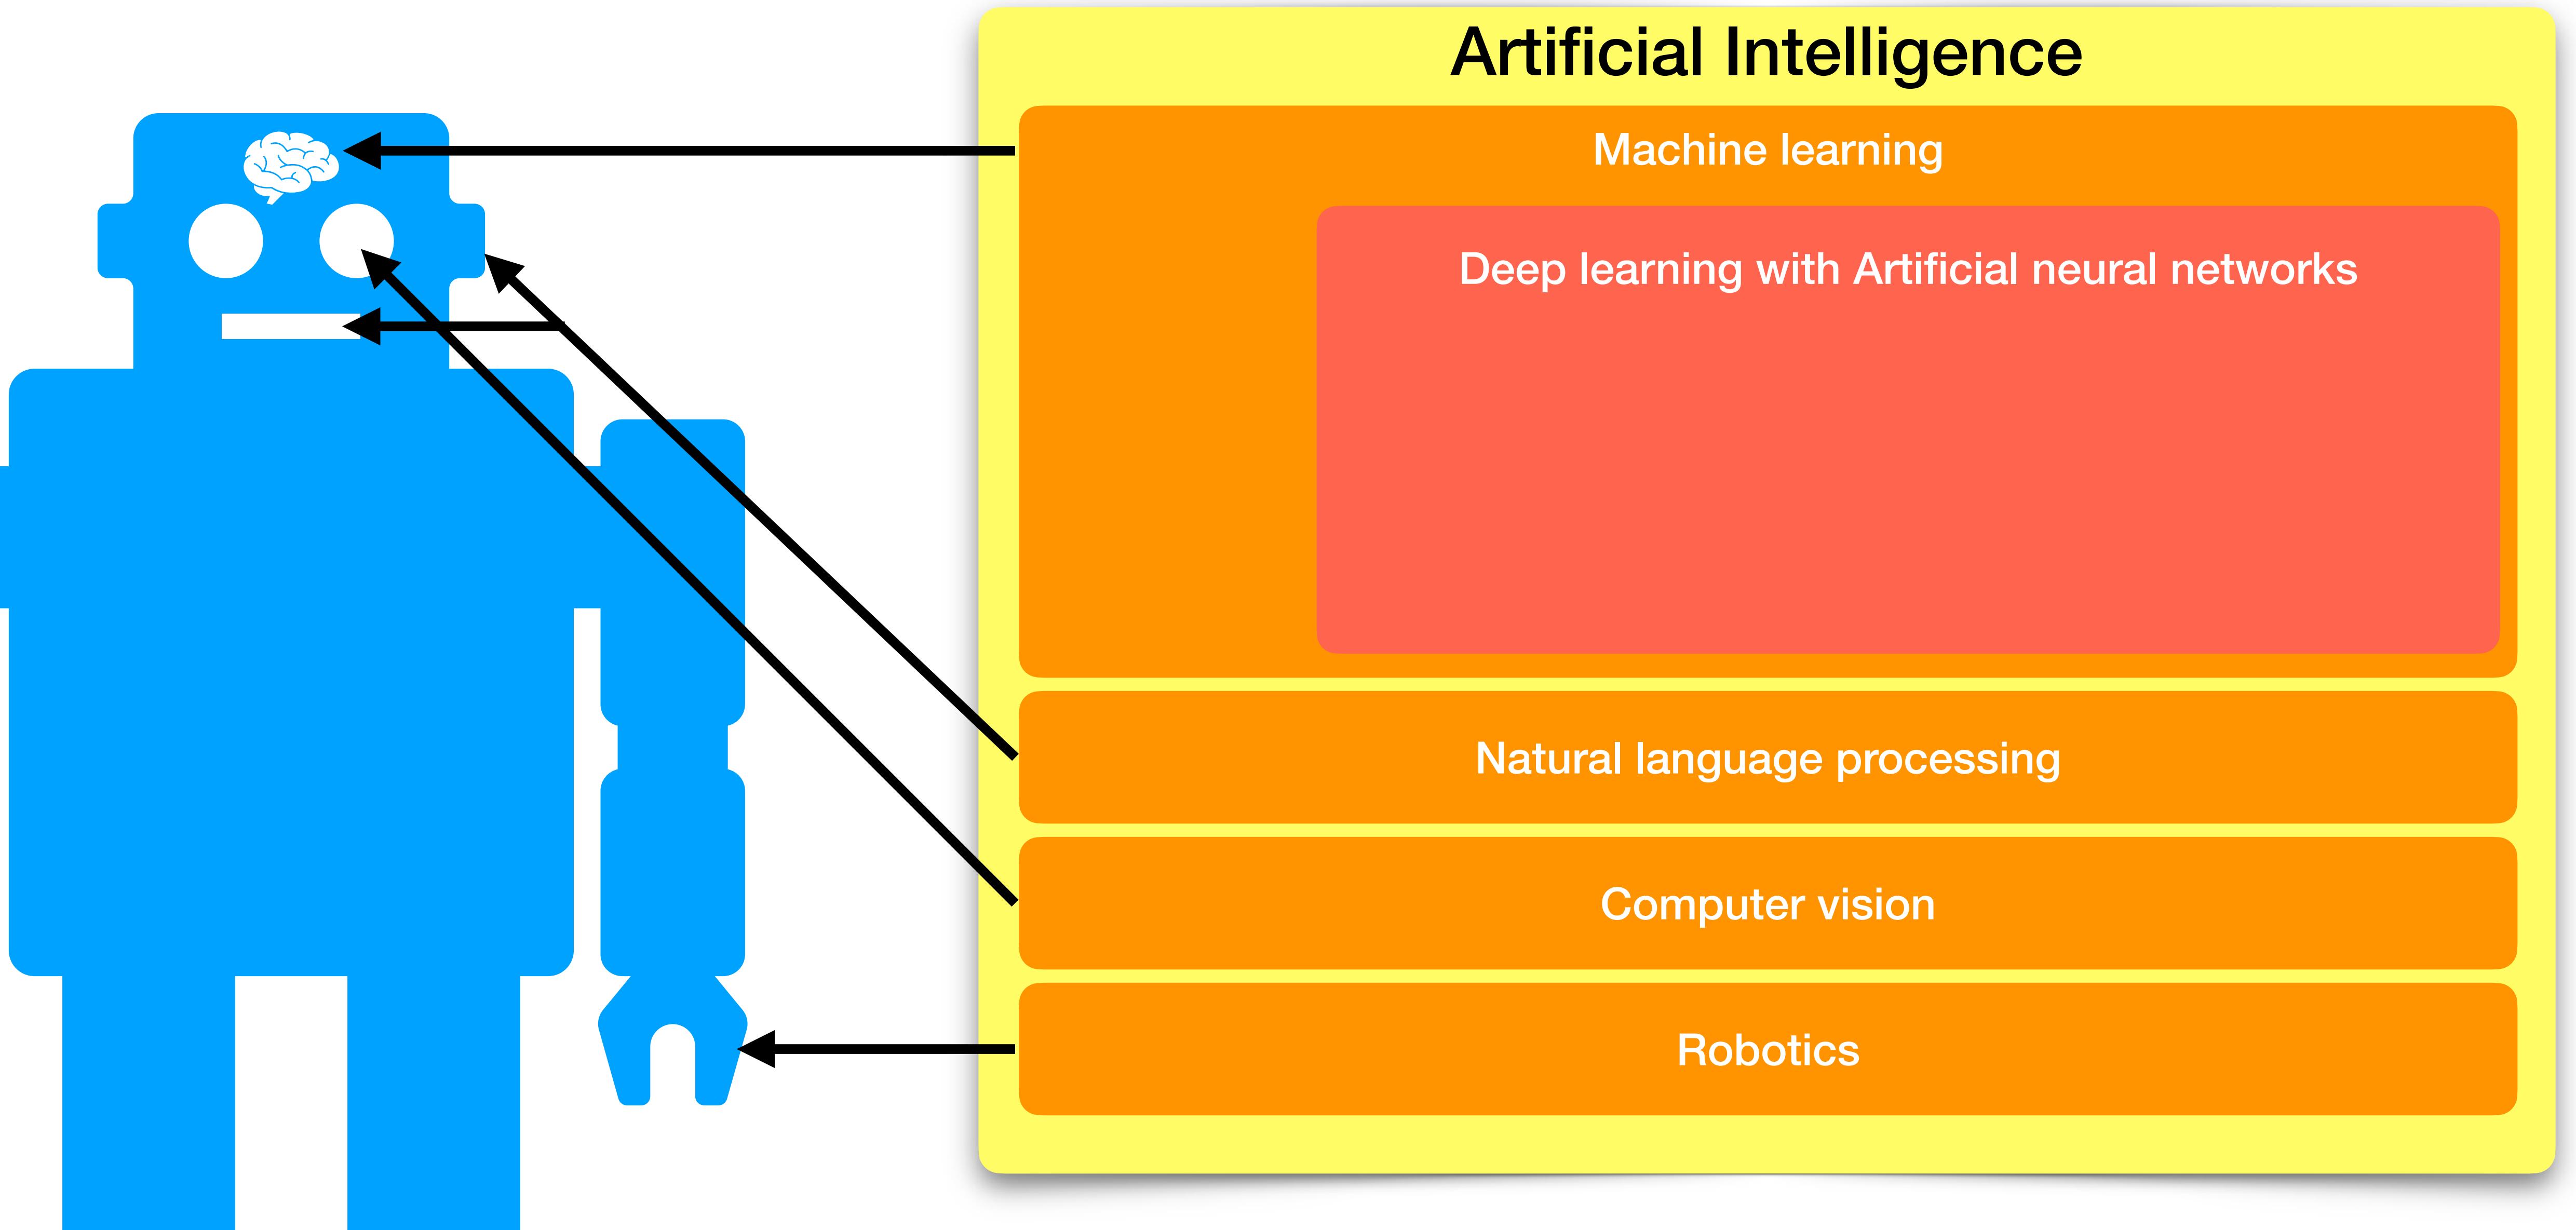 Artificial Intelligence
Machine learning
Deep learning with Artificial neural networks
Natural language processing
Computer vision
Robotics